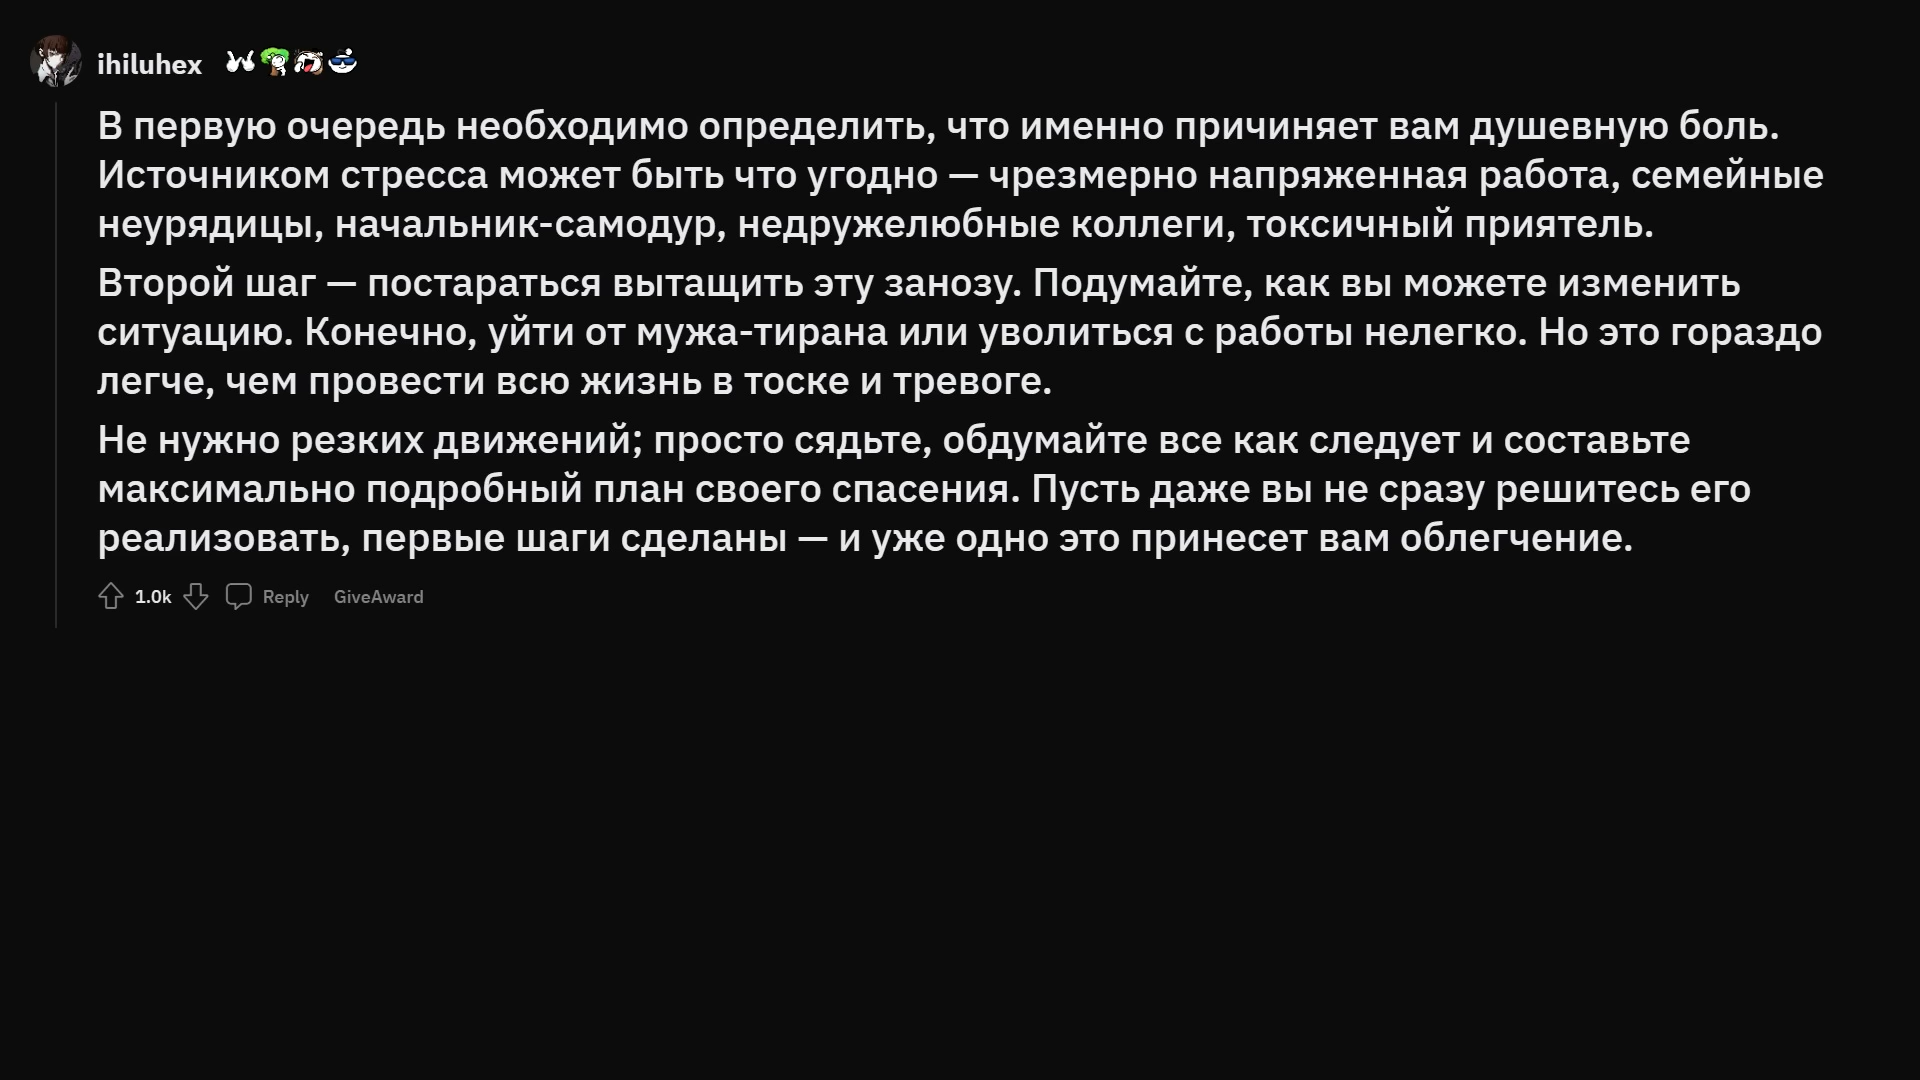 ihiluhex
В первую очередь необходимо определить, что именно причиняет вам душевную боль.
Источником стресса может быть что угодно — чрезмерно напряженная работа, семейные
неурядицы, начальник-самодур, недружелюбные коллеги, токсичный приятель.
Второй шаг — постараться вытащить эту занозу. Подумайте, как вы можете изменить
ситуацию. Конечно, уйти от мужа-тирана или уволиться с работы нелегко. Но это гораздо
легче, чем провести всю жизнь в тоске и тревоге.
Не нужно резких движений; просто сядьте, обдумайте все как следует и составьте
максимально подробный план своего спасения. Пусть даже вы не сразу решитесь его
реализовать, первые шаги сделаны — и уже одно это принесет вам облегчение.
1.0k Reply GiveAward